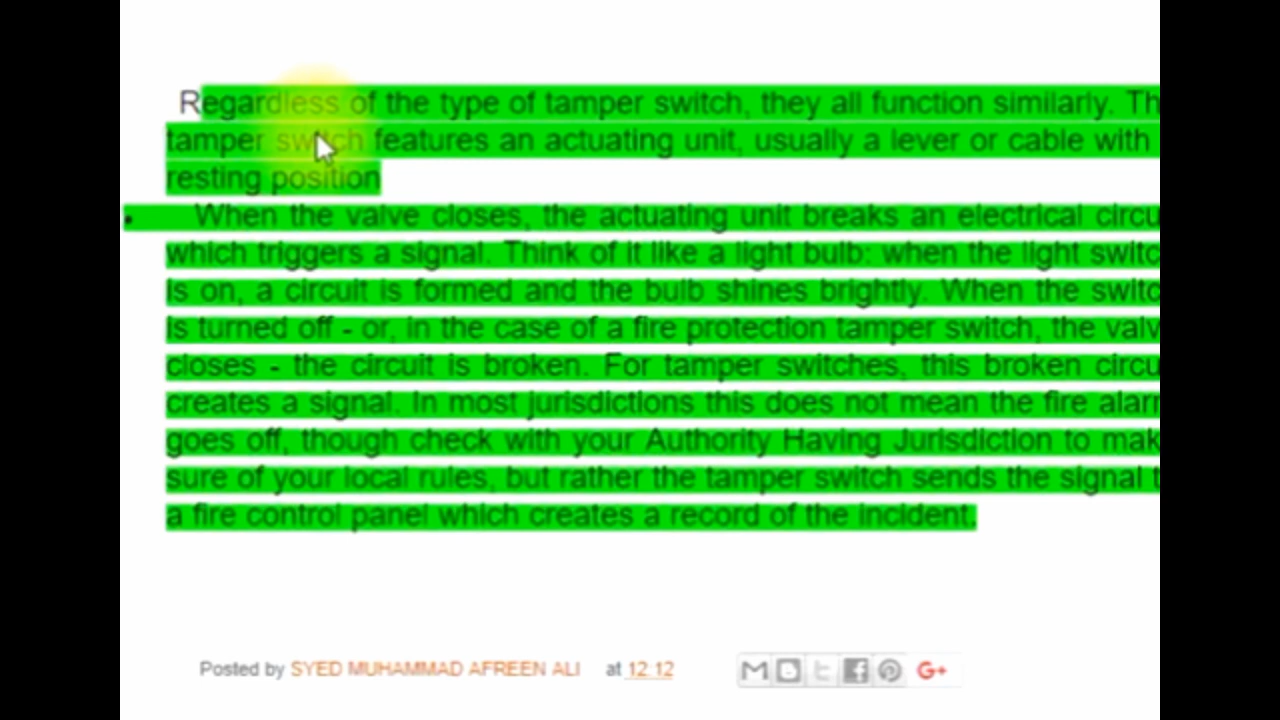 Regardless of the type of tamper switch, they all function similarly. Th
tamper switch features an actuating unit, usually a lever or cable with
resting position
• When the valve closes, the actuating unit breaks an electrical circu
which triggers a signal. Think of it like a light bulb: when the light switc
is on, a circuit is formed and the bulb shines brightly. When the switc
is turned off - or, in the case of a fire protection tamper switch, the valv
closes - the circuit is broken. For tamper switches, this broken circu
creates a signal. In most jurisdictions this does not mean the fire alar
goes off, though check with your Authority Having Jurisdiction to mak
sure of your local rules, but rather the tamper switch sends the signal t
a fire control panel which creates a record of the incident.
Posted by SYED MUHAMMAD AFREEN ALI at 12:12